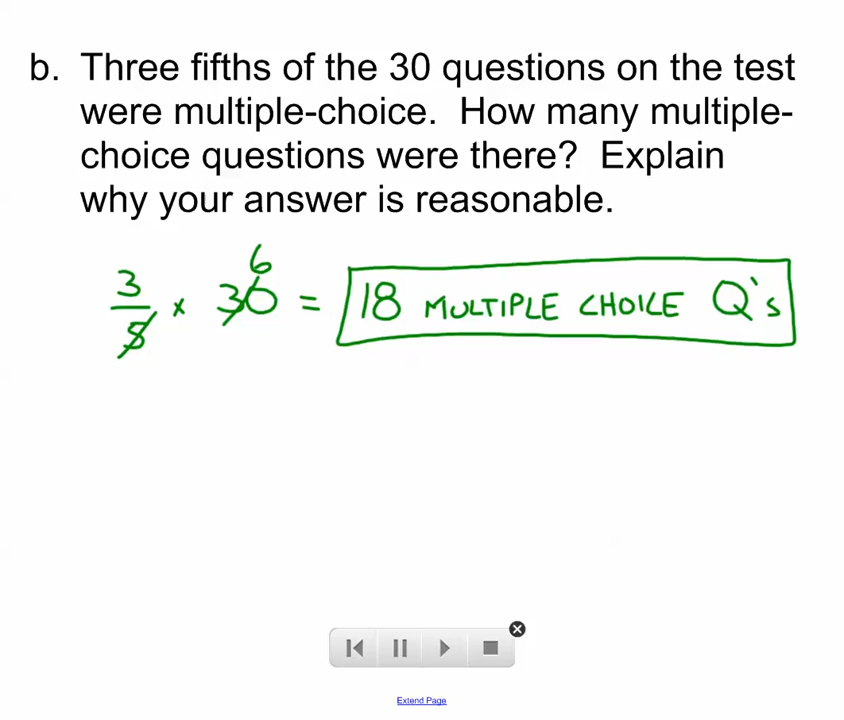 b. Three fifths of the 30 questions on the test
were multiple-choice. How many multiple-
choice questions were there? Explain
why your answer is reasonable.
6
3/5 × 30 = 18 MULTIPLE CHOICE Q's
Extend Page